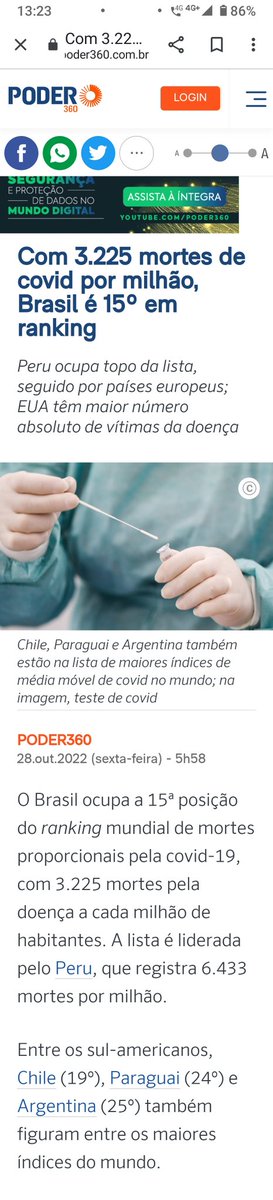 13:23
4G 4G+ 86%
Com 3.22...
poder360.com.br
PODER
360
LOGIN
A A
SEGURANÇA
E PROTEÇÃO
DE DADOS NO
MUNDO DIGITAL
ASSISTA À ÍNTEGRA
YOUTUBE.COM/PODER360
Com 3.225 mortes de
covid por milhão,
Brasil é 15º em
ranking
Peru ocupa topo da lista,
seguido por países europeus;
EUA têm maior número
absoluto de vítimas da doença
©
Chile, Paraguai e Argentina também
estão na lista de maiores índices de
média móvel de covid no mundo; na
imagem, teste de covid
PODER360
28.out.2022 (sexta-feira) - 5h58
O Brasil ocupa a 15ª posição
do ranking mundial de mortes
proporcionais pela covid-19,
com 3.225 mortes pela
doença a cada milhão de
habitantes. A lista é liderada
pelo Peru, que registra 6.433
mortes por milhão.
Entre os sul-americanos,
Chile (19º), Paraguai (24º) e
Argentina (25º) também
figuram entre os maiores
índices do mundo.